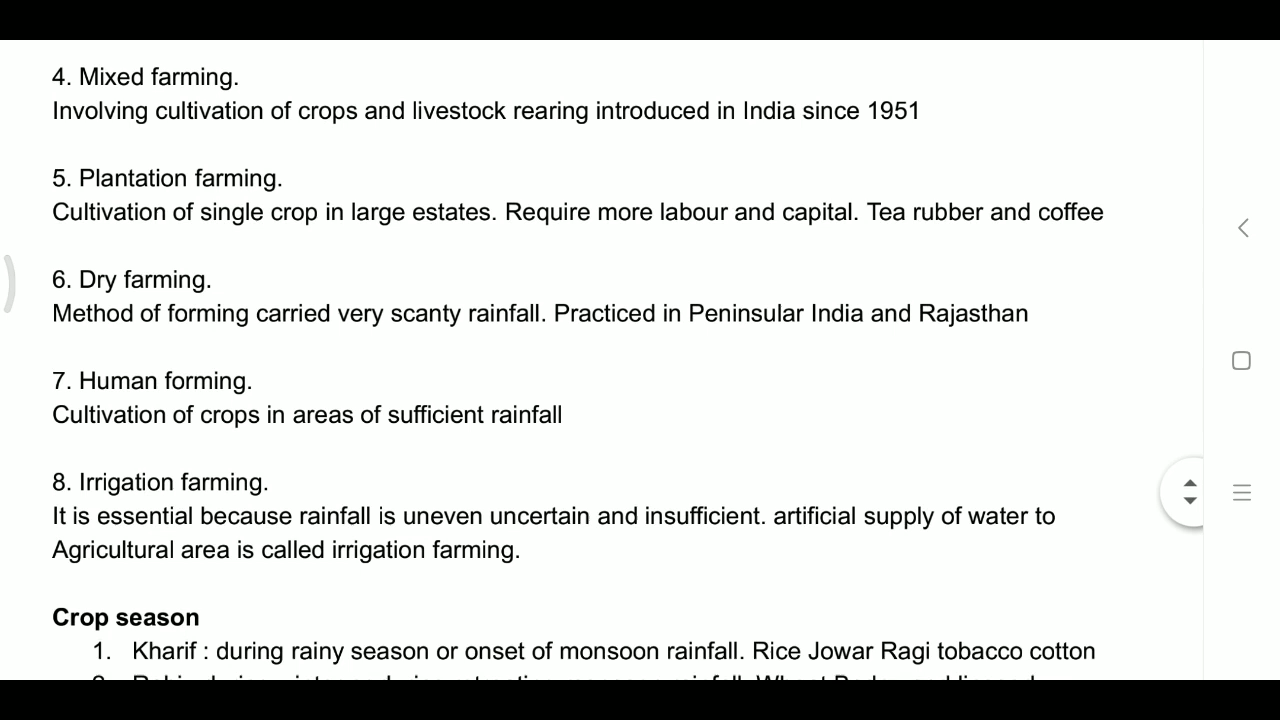 4. Mixed farming.
Involving cultivation of crops and livestock rearing introduced in India since 1951
5. Plantation farming.
Cultivation of single crop in large estates. Require more labour and capital. Tea rubber and coffee
6. Dry farming.
Method of forming carried very scanty rainfall. Practiced in Peninsular India and Rajasthan
7. Human forming.
Cultivation of crops in areas of sufficient rainfall
8. Irrigation farming.
It is essential because rainfall is uneven uncertain and insufficient. artificial supply of water to
Agricultural area is called irrigation farming.
Crop season
1. Kharif : during rainy season or onset of monsoon rainfall. Rice Jowar Ragi tobacco cotton